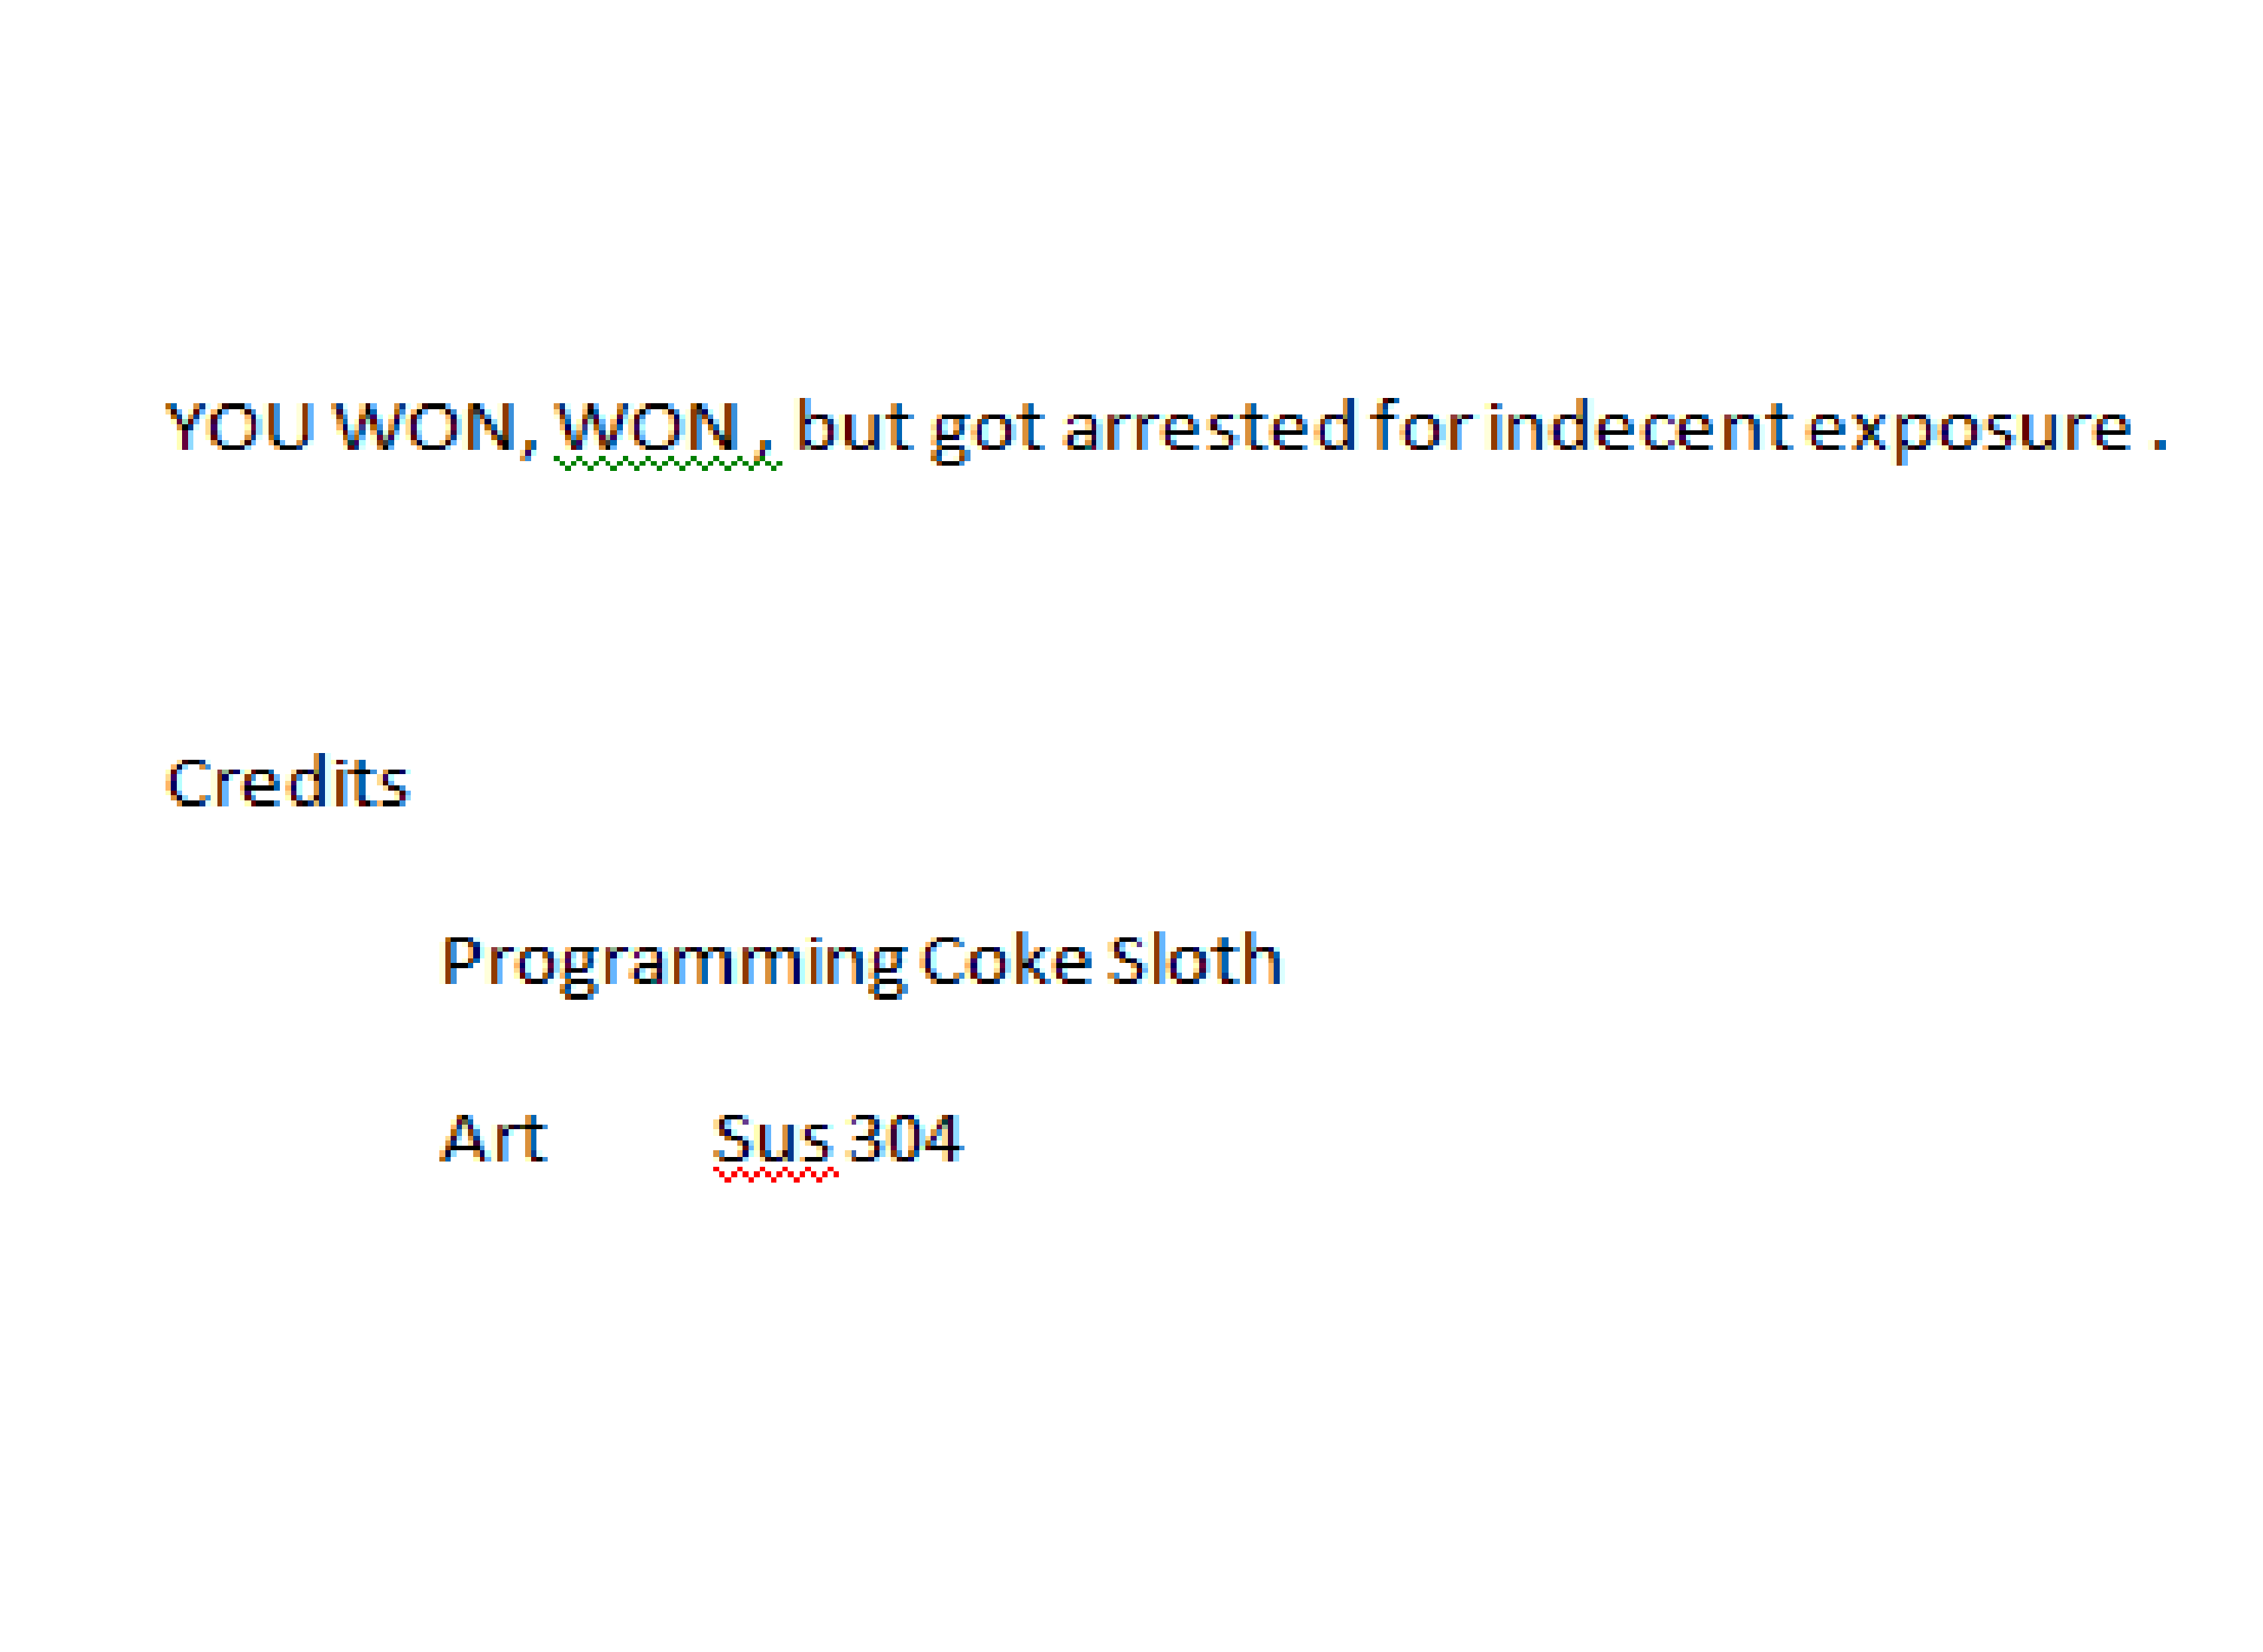 YOU WON, WON , but got arrested for indecent exposure .
Credits
Programming Coke Sloth
Art Sus 304